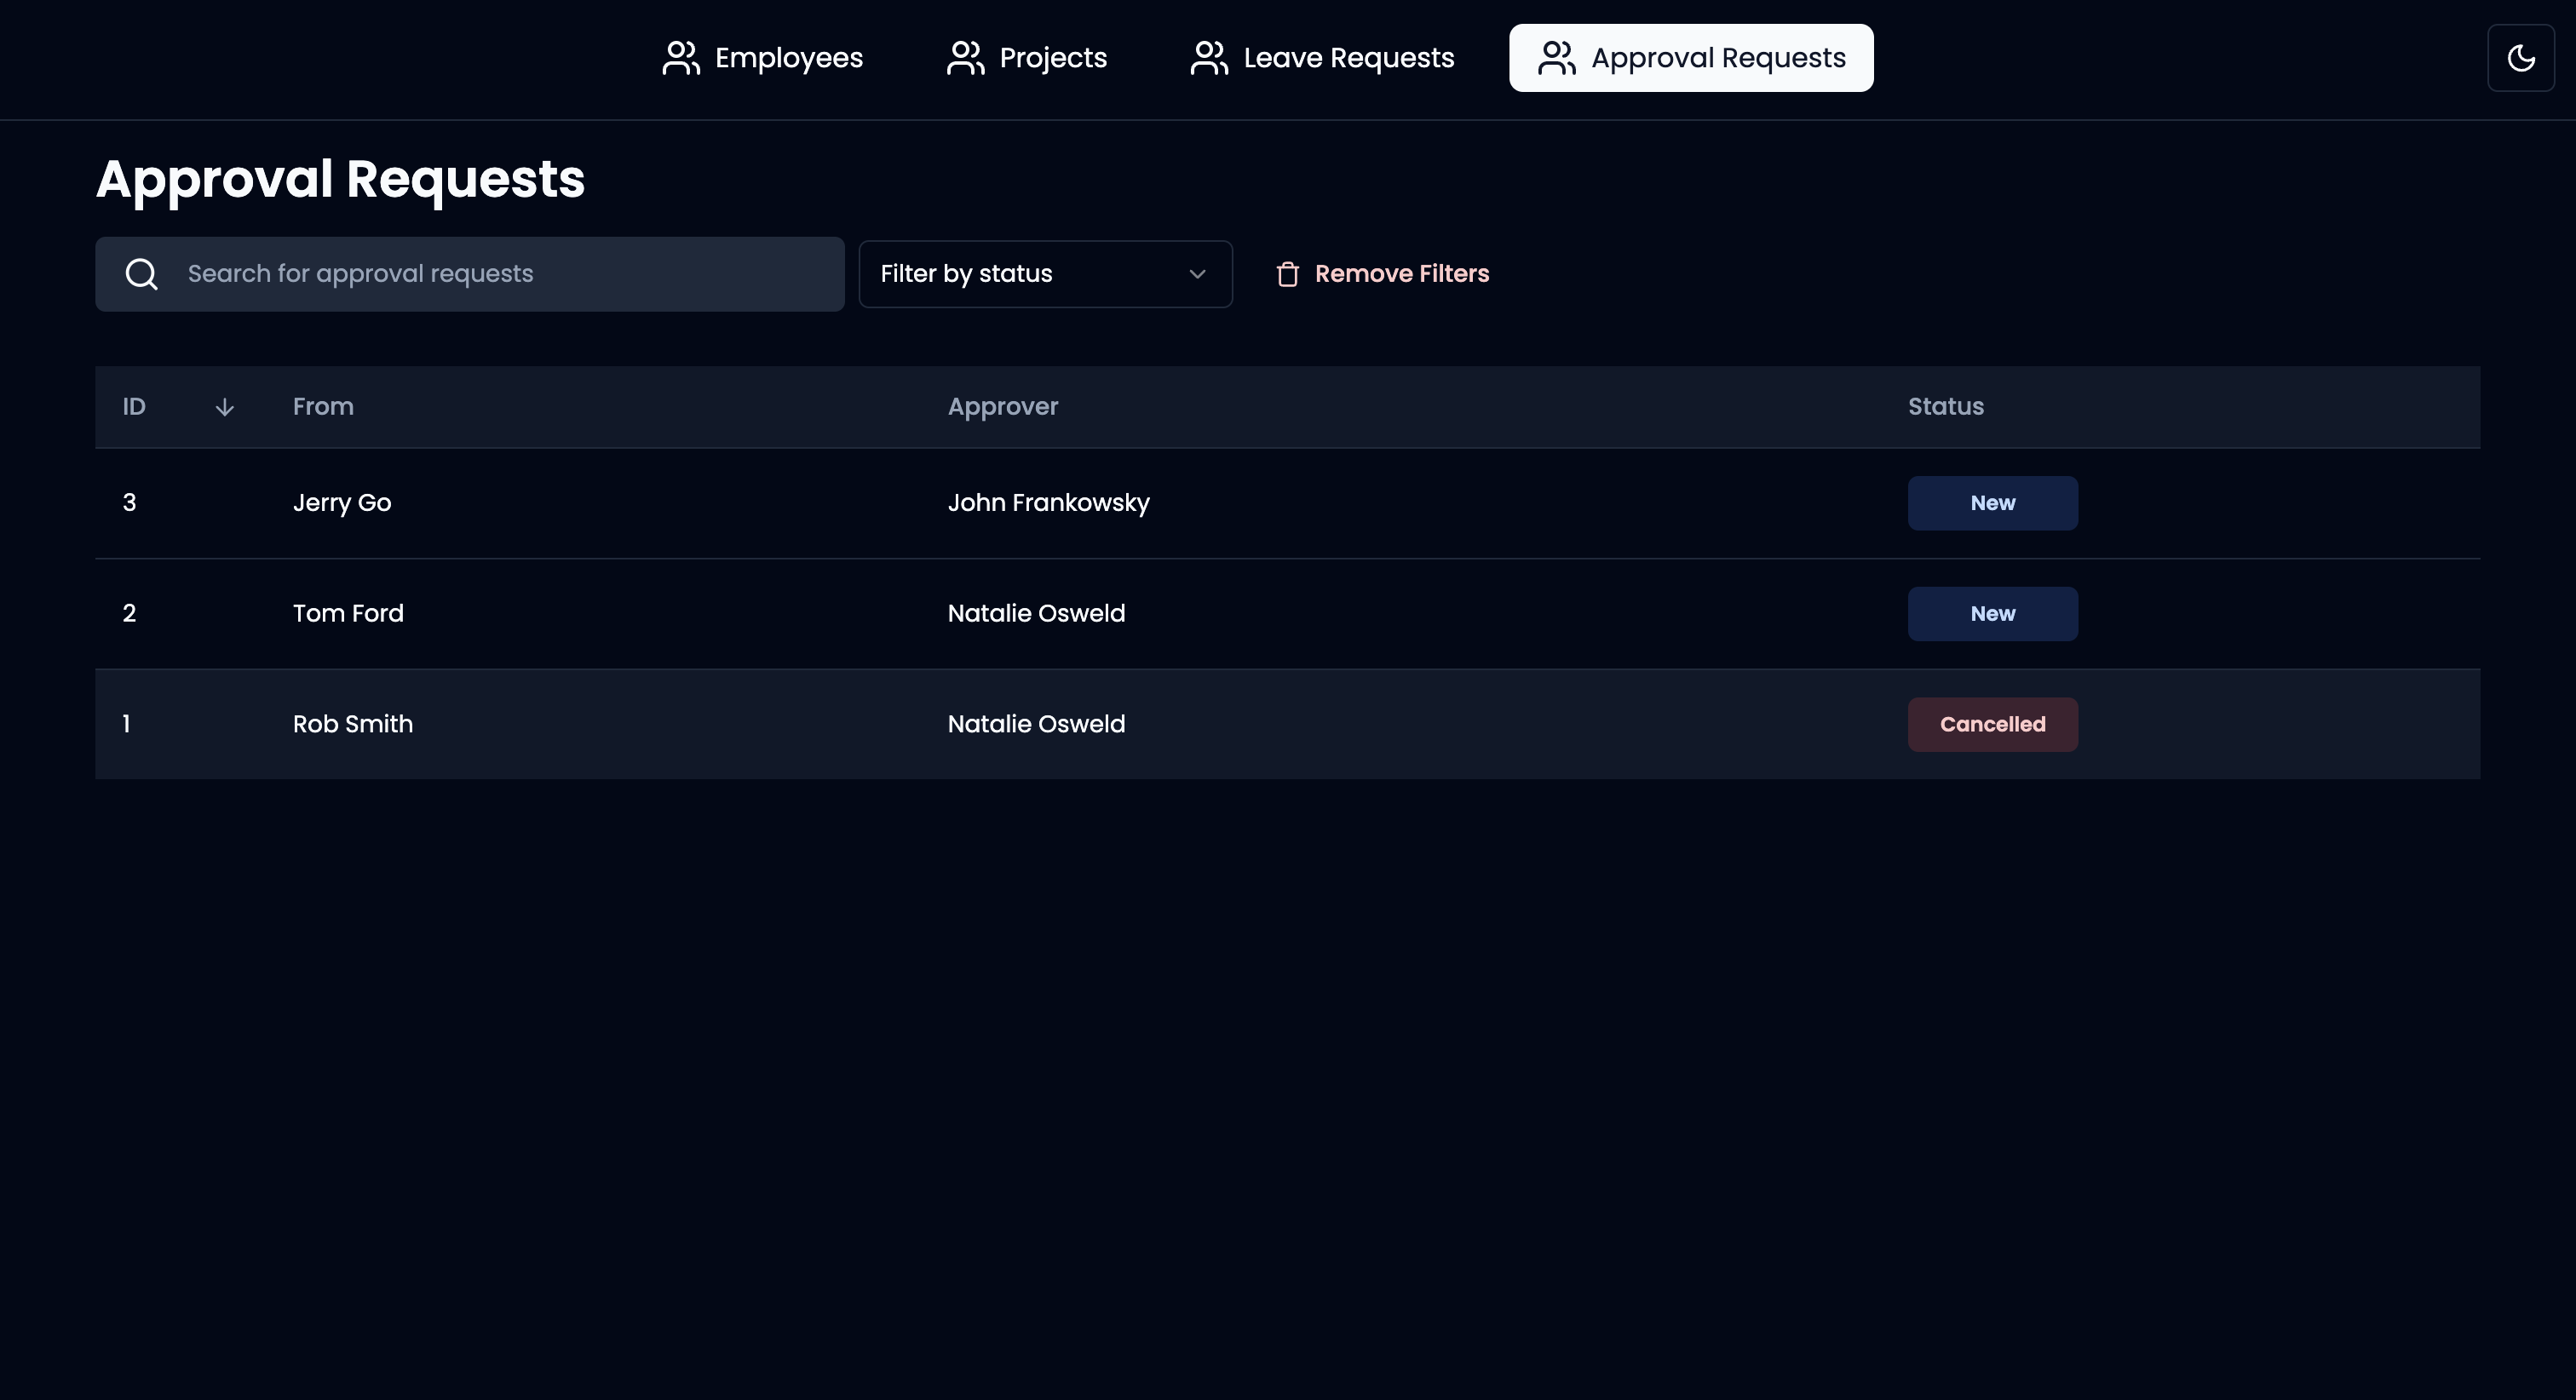 Employees Projects Leave Requests Approval Requests
Approval Requests
Search for approval requests Filter by status Remove Filters
ID From Approver Status
3 Jerry Go John Frankowsky New
2 Tom Ford Natalie Osweld New
1 Rob Smith Natalie Osweld Cancelled